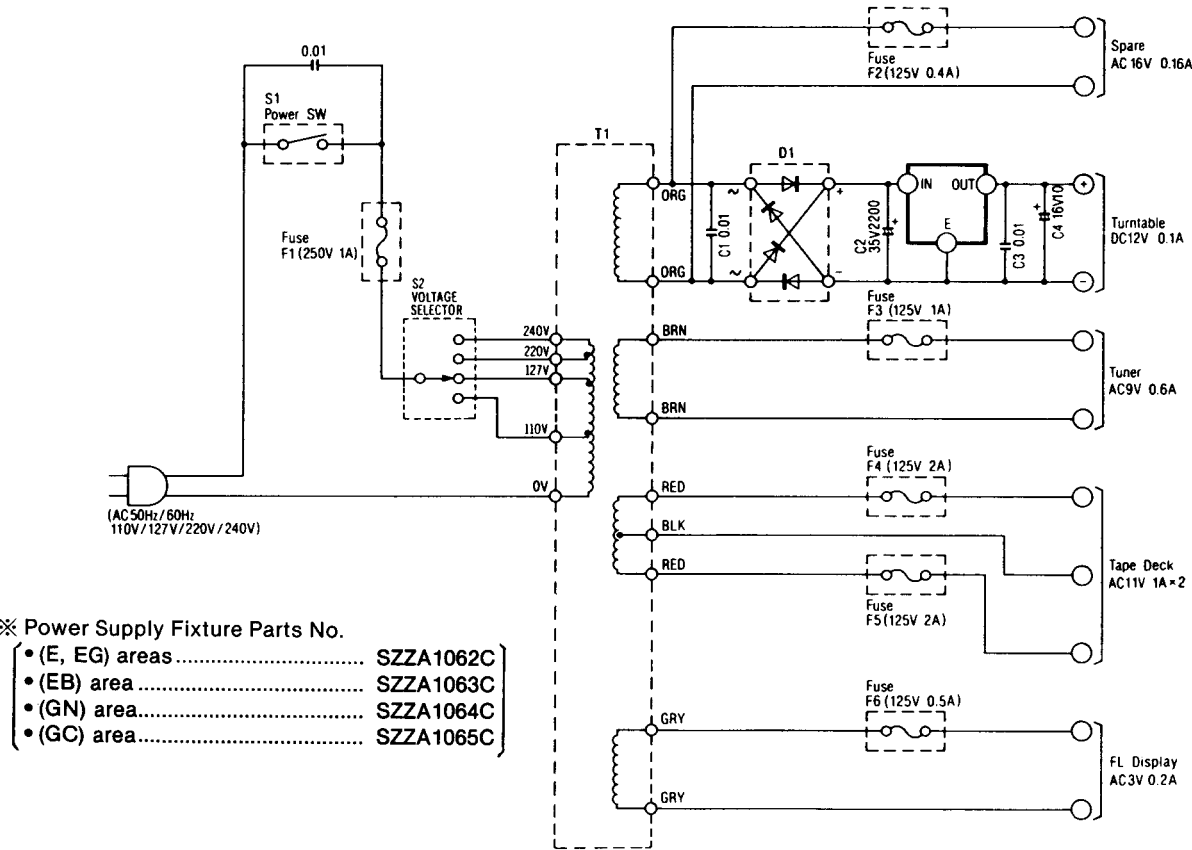 0.01
S1
Power SW
Fuse
F1 (250V 1A)
S2
VOLTAGE
SELECTOR
240V
220V
127V
110V
0V
(AC 50Hz/60Hz
110V/127V/220V/240V)
T1
ORG
ORG
BRN
BRN
RED
BLK
RED
GRY
GRY
Fuse
F2 (125V 0.4A)
Spare
AC 16V 0.16A
C1 0.01
D1
~
~
+
−
C2
35V2200
+
IN
OUT
E
C3 0.01
+
C4 16V10
+
−
Turntable
DC12V 0.1A
Fuse
F3 (125V 1A)
Tuner
AC9V 0.6A
Fuse
F4 (125V 2A)
Fuse
F5 (125V 2A)
Tape Deck
AC11V 1A×2
Fuse
F6 (125V 0.5A)
FL Display
AC3V 0.2A
※ Power Supply Fixture Parts No.
• (E, EG) areas ............................ SZZA1062C
• (EB) area .................................. SZZA1063C
• (GN) area .................................. SZZA1064C
• (GC) area .................................. SZZA1065C